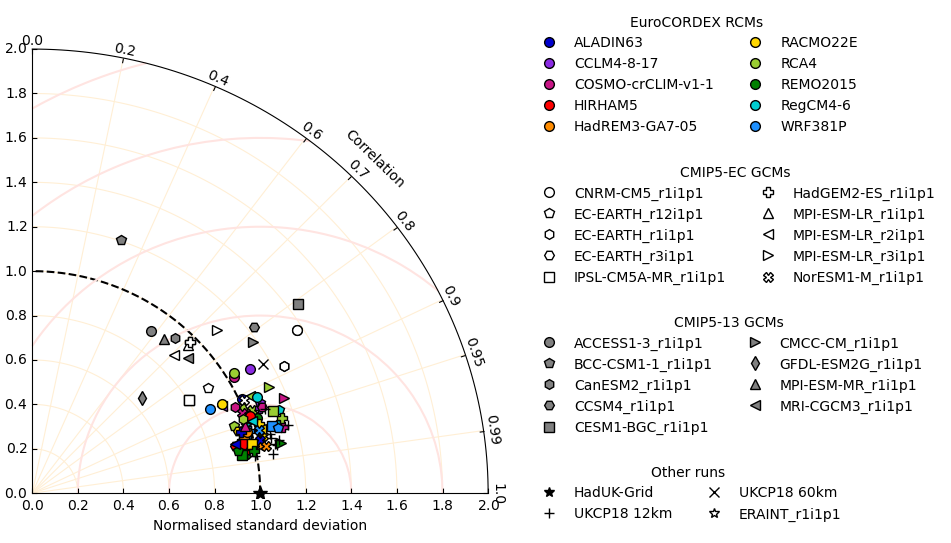 0.0
0.2
0.4
0.6
0.7
0.8
0.9
0.95
0.99
1.0
Correlation
2.0
1.8
1.6
1.4
1.2
1.0
0.8
0.6
0.4
0.2
0.0
0.0 0.2 0.4 0.6 0.8 1.0 1.2 1.4 1.6 1.8 2.0
Normalised standard deviation
EuroCORDEX RCMs
ALADIN63 RACMO22E
CCLM4-8-17 RCA4
COSMO-crCLIM-v1-1 REMO2015
HIRHAM5 RegCM4-6
HadREM3-GA7-05 WRF381P
CMIP5-EC GCMs
CNRM-CM5_r1i1p1 HadGEM2-ES_r1i1p1
EC-EARTH_r12i1p1 MPI-ESM-LR_r1i1p1
EC-EARTH_r1i1p1 MPI-ESM-LR_r2i1p1
EC-EARTH_r3i1p1 MPI-ESM-LR_r3i1p1
IPSL-CM5A-MR_r1i1p1 NorESM1-M_r1i1p1
CMIP5-13 GCMs
ACCESS1-3_r1i1p1 CMCC-CM_r1i1p1
BCC-CSM1-1_r1i1p1 GFDL-ESM2G_r1i1p1
CanESM2_r1i1p1 MPI-ESM-MR_r1i1p1
CCSM4_r1i1p1 MRI-CGCM3_r1i1p1
CESM1-BGC_r1i1p1
Other runs
HadUK-Grid UKCP18 60km
UKCP18 12km ERAINT_r1i1p1